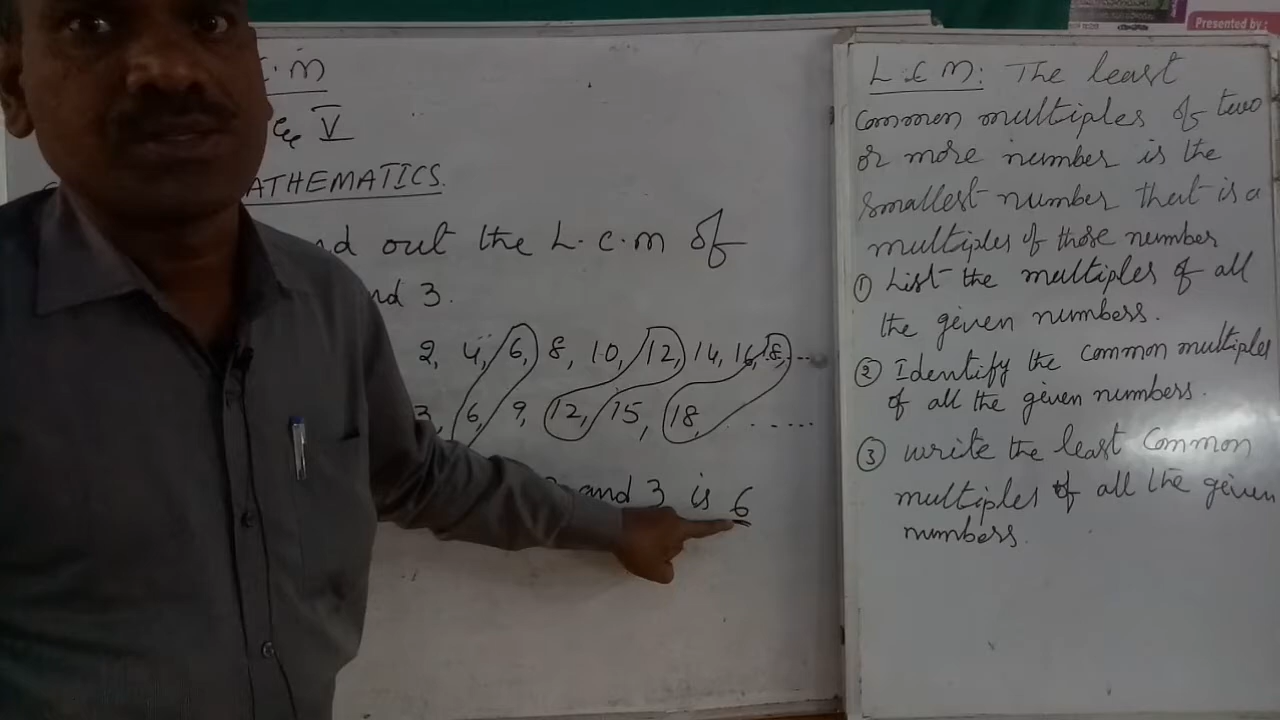 .C.M
V
ATHEMATICS.
nd out the L.C.M of
nd 3.
2, 4, 6, 8, 10, 12, 14, 16, 18, ...
3, 6, 9, 12, 15, 18, ......
2 and 3 is 6
Presented by :
L.C.M: The least
common multiples of two
or more number is the
smallest number that is a
multiples of those number
① List the multiples of all
the given numbers.
② Identify the common multiples
of all the given numbers.
③ write the least common
multiples of all the given
numbers.